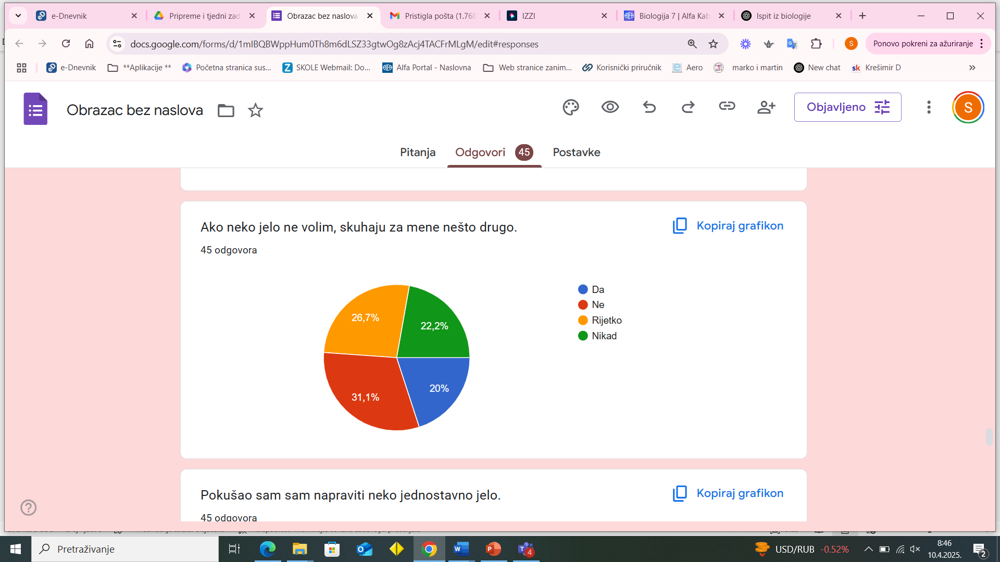 e-Dnevnik
Pripreme i tjedni zad
Obrazac bez naslova
Pristigla pošta (1.768
IZZI
Biologija 7 | Alfa Kab
Ispit iz biologije
docs.google.com/forms/d/1mIBQBWppHum0Th8m6dLSZ33gtwOg8zAcj4TACFrMLgM/edit#responses
S
Ponovo pokreni za ažuriranje
e-Dnevnik
**Aplikacije **
Početna stranica sus...
SKOLE Webmail: Do...
Alfa Portal - Naslovna
Web stranice zanim...
Korisnički priručnik
Aero
marko i martin
New chat
sk Krešimir D
Obrazac bez naslova
Objavljeno
S
Pitanja
Odgovori 45
Postavke
Ako neko jelo ne volim, skuhaju za mene nešto drugo.
Kopiraj grafikon
45 odgovora
Da
Ne
Rijetko
Nikad
26,7%
22,2%
20%
31,1%
Pokušao sam sam napraviti neko jednostavno jelo.
Kopiraj grafikon
45 odgovora
Pretraživanje
4
USD/RUB -0.52%
8:46
10.4.2025.
2